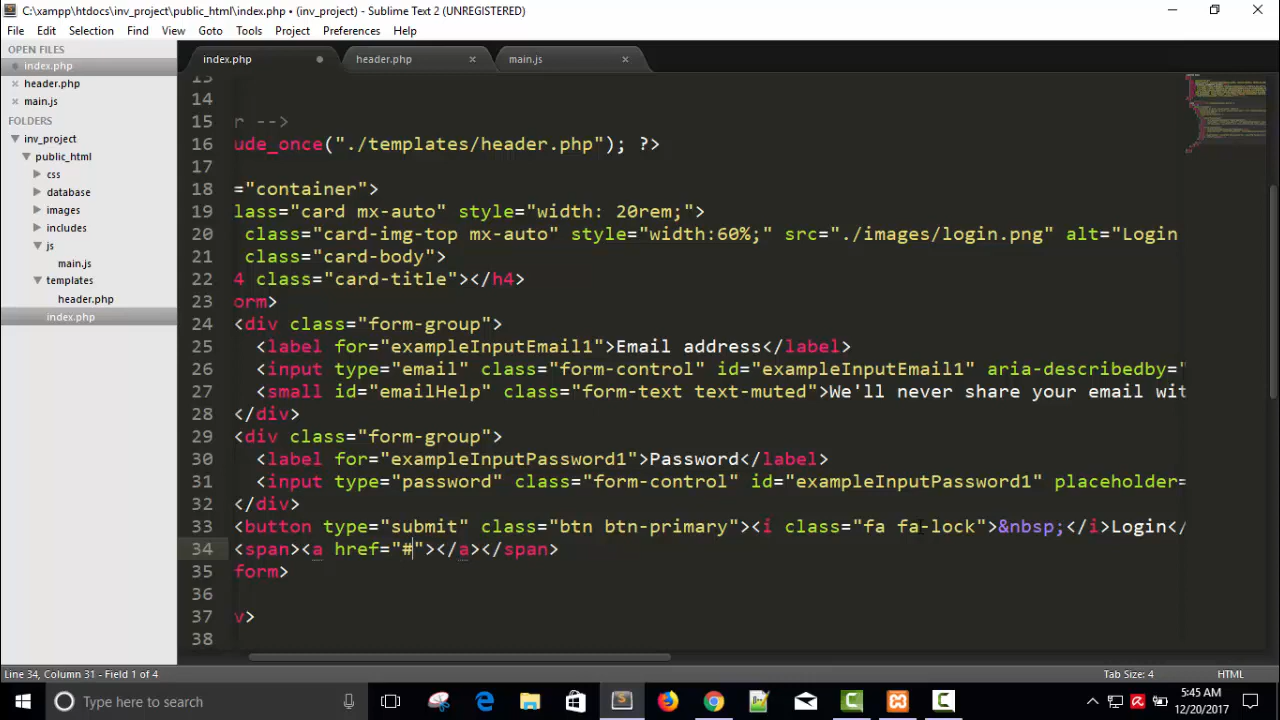 C:\xampp\htdocs\inv_project\public_html\index.php • (inv_project) - Sublime Text 2 (UNREGISTERED)
File Edit Selection Find View Goto Tools Project Preferences Help
OPEN FILES
index.php
header.php
main.js
FOLDERS
inv_project
public_html
css
database
images
includes
js
main.js
templates
header.php
index.php
index.php header.php main.js
13
14
15 r -->
16 ude_once("./templates/header.php"); ?>
17
18 ="container">
19 lass="card mx-auto" style="width: 20rem;">
20 class="card-img-top mx-auto" style="width:60%;" src="./images/login.png" alt="Login
21 class="card-body">
22 4 class="card-title"></h4>
23 orm>
24 <div class="form-group">
25 <label for="exampleInputEmail1">Email address</label>
26 <input type="email" class="form-control" id="exampleInputEmail1" aria-describedby="
27 <small id="emailHelp" class="form-text text-muted">We'll never share your email wit
28 </div>
29 <div class="form-group">
30 <label for="exampleInputPassword1">Password</label>
31 <input type="password" class="form-control" id="exampleInputPassword1" placeholder=
32 </div>
33 <button type="submit" class="btn btn-primary"><i class="fa fa-lock">&nbsp;</i>Login</
34 <span><a href="#"></a></span>
35 form>
36
37 v>
38
Line 34, Column 31 - Field 1 of 4 Tab Size: 4 HTML
Type here to search
5:45 AM
12/20/2017